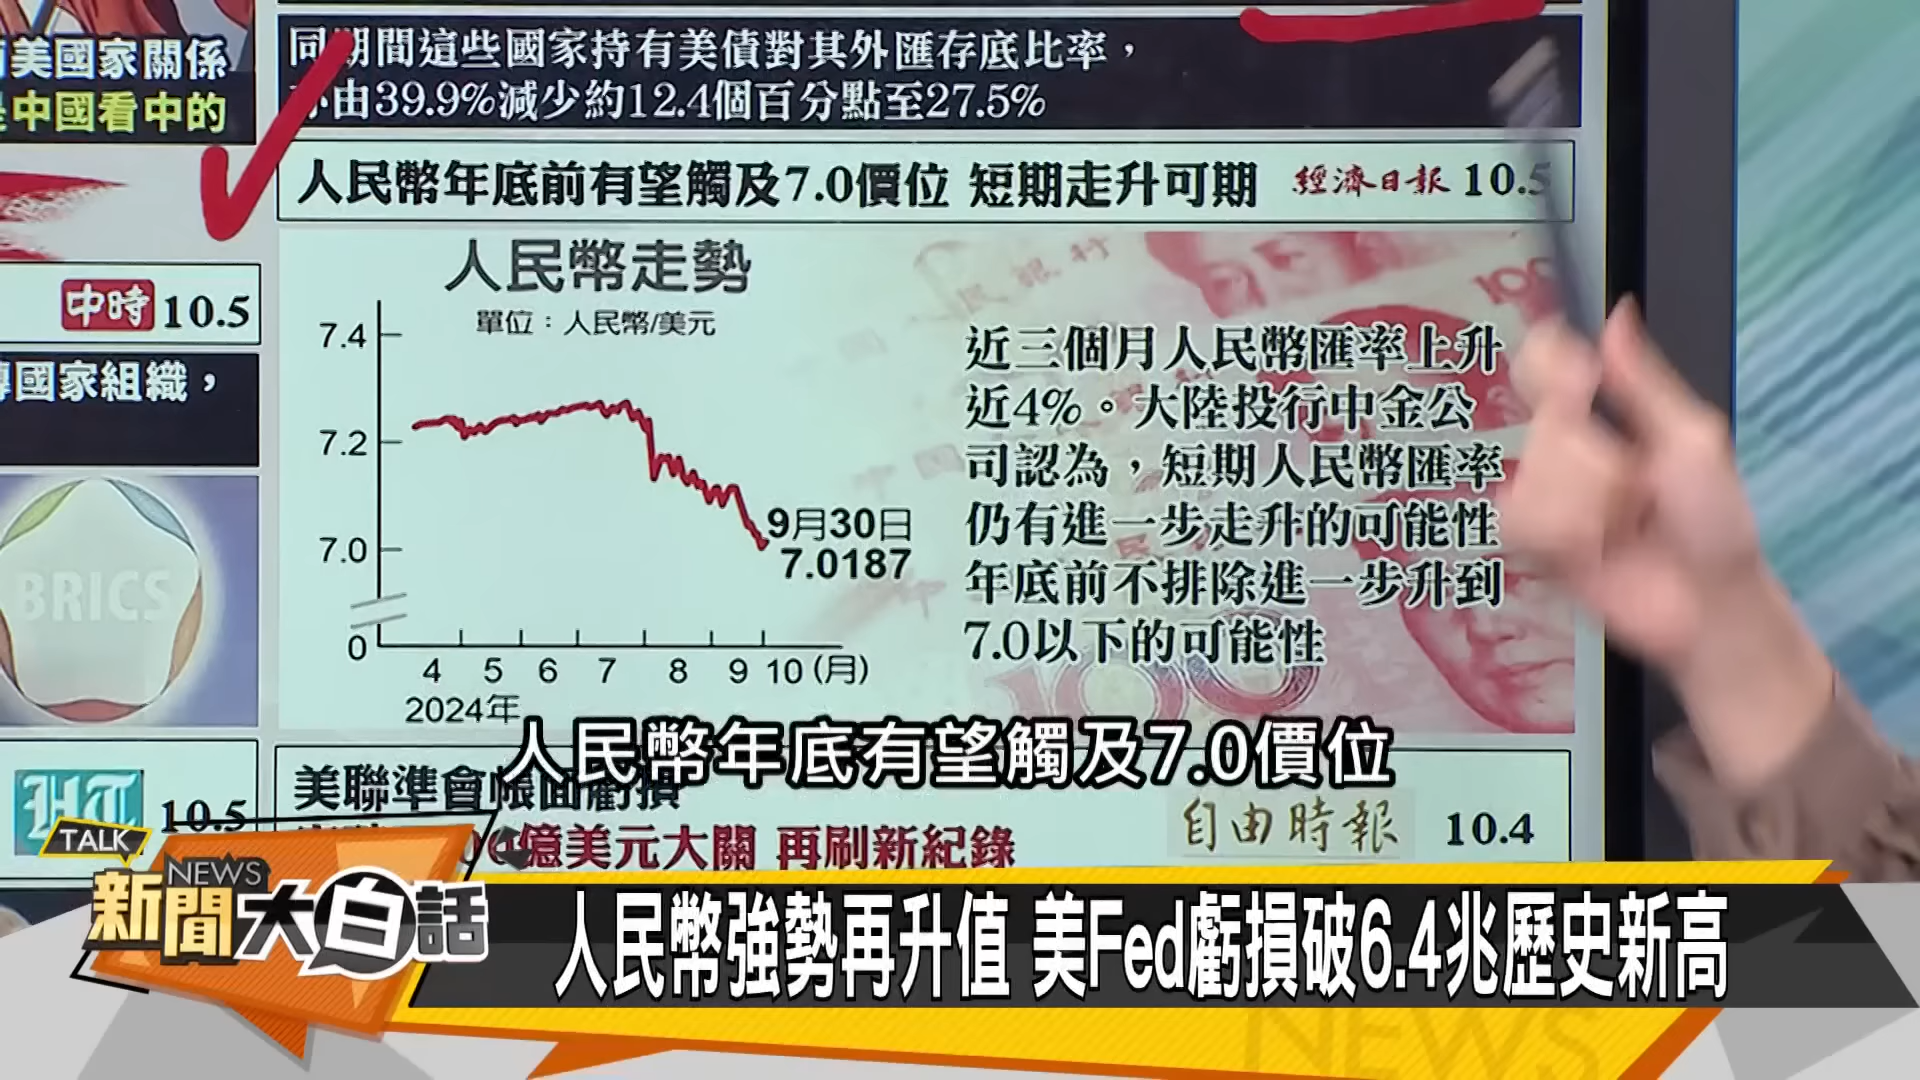 美國家關係
中國看中的
中時 10.5
國家組織，
BRICS
HT 10.5
同期間這些國家持有美債對其外匯存底比率，
由39.9%減少約12.4個百分點至27.5%
人民幣年底前有望觸及7.0價位 短期走升可期 經濟日報 10.5
人民幣走勢
單位：人民幣/美元
7.4
7.2
7.0
0
9月30日
7.0187
4 5 6 7 8 9 10 (月)
2024年
近三個月人民幣匯率上升
近4%。大陸投行中金公
司認為，短期人民幣匯率
仍有進一步走升的可能性
年底前不排除進一步升到
7.0以下的可能性
100
人民幣年底有望觸及7.0價位
美聯準會帳面虧損
億美元大關 再刷新紀錄
自由時報 10.4
TALK
NEWS
新聞大白話
人民幣強勢再升值 美Fed虧損破6.4兆歷史新高
NEWS